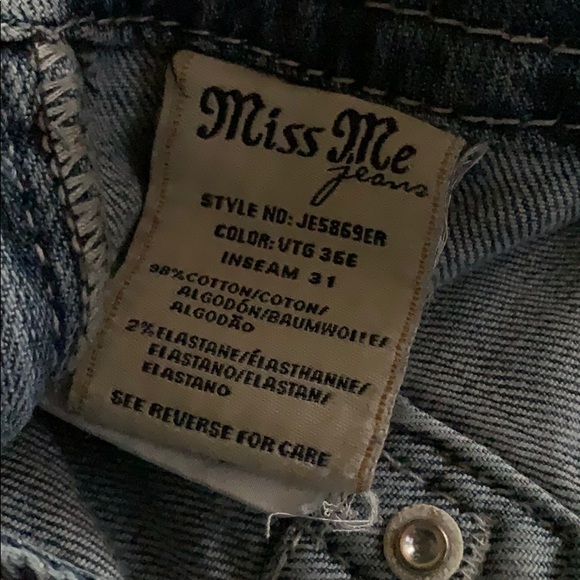 Miss Me
jeans
STYLE NO: JE5869ER
COLOR: VTG 36E
INSEAM 31
98% COTTON/COTON/
ALGODÓN/BAUMWOLLE/
ALGODÃO
2% ELASTANE/ÉLASTHANNE/
ELASTANO/ELASTAN/
ELASTANO
SEE REVERSE FOR CARE